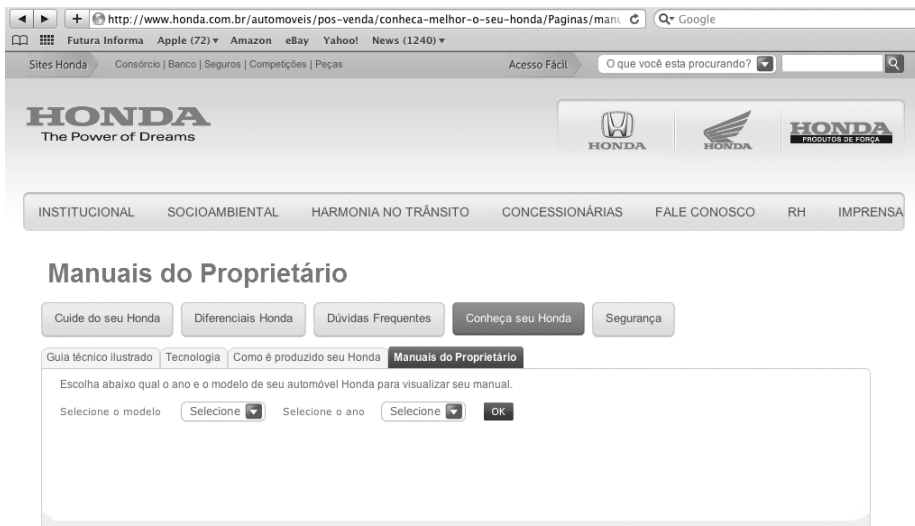 http://www.honda.com.br/automoveis/pos-venda/conheca-melhor-o-seu-honda/Paginas/manu
Google
Futura Informa Apple (72) Amazon eBay Yahoo! News (1240)
Sites Honda Consórcio | Banco | Seguros | Competições | Peças Acesso Fácil O que você esta procurando?
HONDA
The Power of Dreams
HONDA HONDA HONDA
PRODUTOS DE FORÇA
INSTITUCIONAL SOCIOAMBIENTAL HARMONIA NO TRÂNSITO CONCESSIONÁRIAS FALE CONOSCO RH IMPRENSA
Manuais do Proprietário
Cuide do seu Honda Diferenciais Honda Dúvidas Frequentes Conheça seu Honda Segurança
Guia técnico ilustrado Tecnologia Como é produzido seu Honda Manuais do Proprietário
Escolha abaixo qual o ano e o modelo de seu automóvel Honda para visualizar seu manual.
Selecione o modelo Selecione Selecione o ano Selecione OK